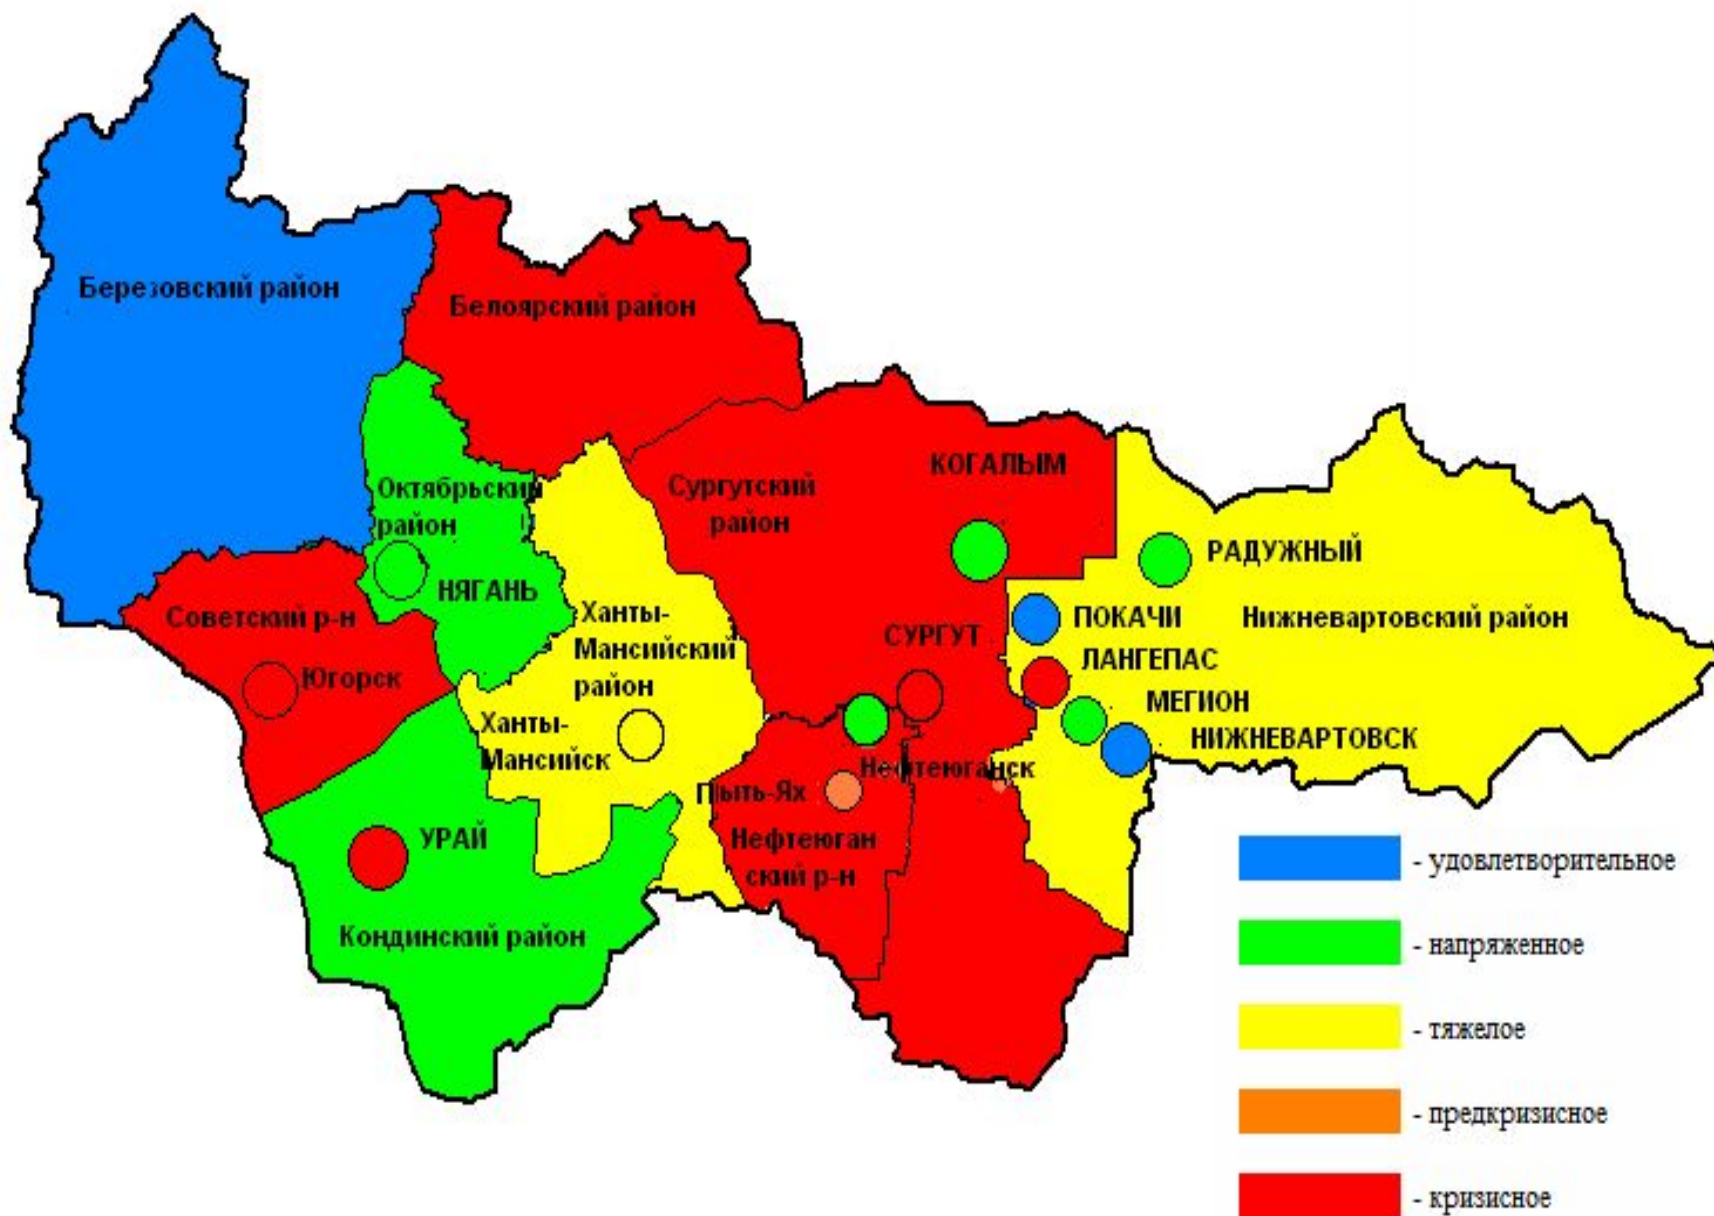 Березовский район
Белоярский район
Октябрьский
район
НЯГАНЬ
Советский р-н
Югорск
Ханты-
Мансийский
район
Ханты-
Мансийск
УРАЙ
Кондинский район
Сургутский
район
КОГАЛЫМ
СУРГУТ
Нефтеюганск
Пыть-Ях
Нефтеюган
ский р-н
РАДУЖНЫЙ
ПОКАЧИ
Нижневартовский район
ЛАНГЕПАС
МЕГИОН
НИЖНЕВАРТОВСК
- удовлетворительное
- напряженное
- тяжелое
- предкризисное
- кризисное